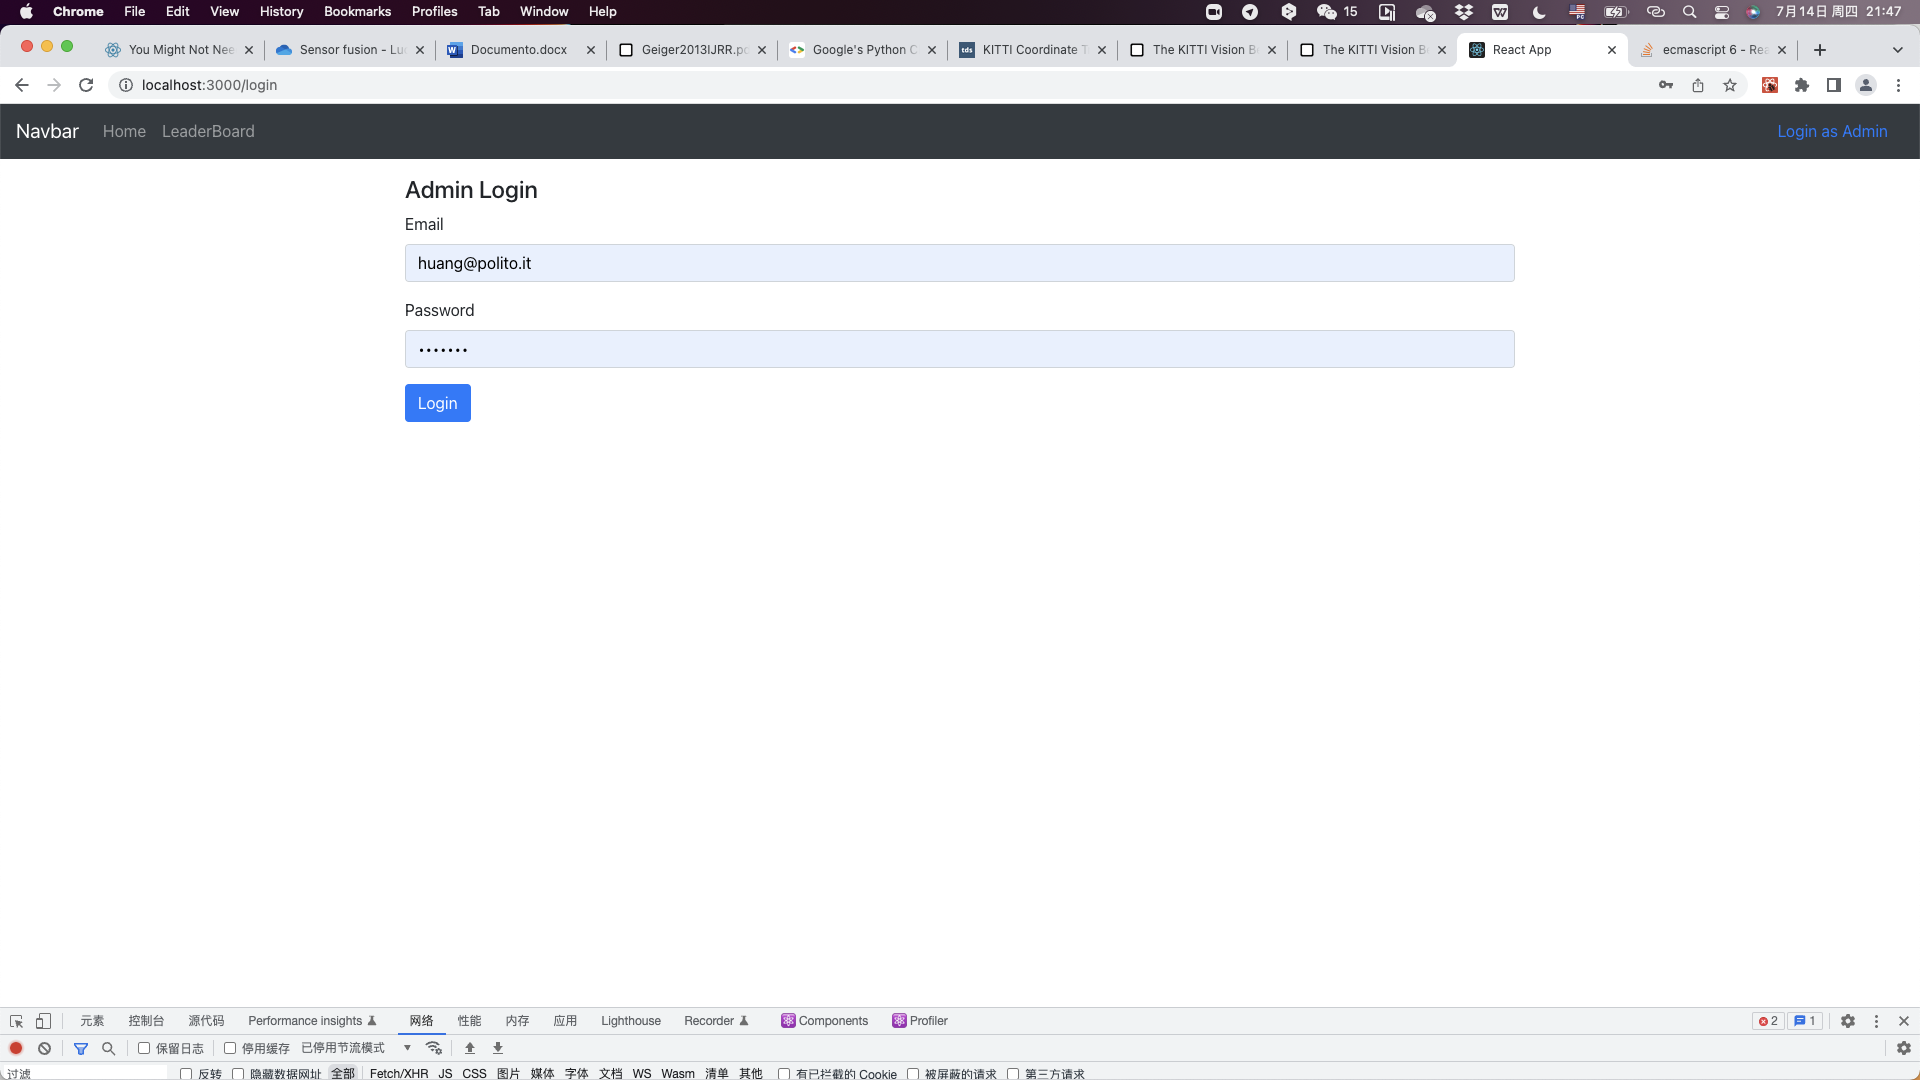 Chrome File Edit View History Bookmarks Profiles Tab Window Help 15 7月14日 周四 21:47
You Might Not Nee Sensor fusion - Lu Documento.docx Geiger2013IJRR.p Google's Python C KITTI Coordinate T The KITTI Vision B The KITTI Vision B React App ecmascript 6 - Rea
localhost:3000/login
Navbar Home LeaderBoard Login as Admin
Admin Login
Email
huang@polito.it
Password
•••••••
Login
元素 控制台 源代码 Performance insights 网络 性能 内存 应用 Lighthouse Recorder Components Profiler 2 1
保留日志 停用缓存 已停用节流模式
过滤 反转 隐藏数据网址 全部 Fetch/XHR JS CSS 图片 媒体 字体 文档 WS Wasm 清单 其他 有已拦截的 Cookie 被屏蔽的请求 第三方请求